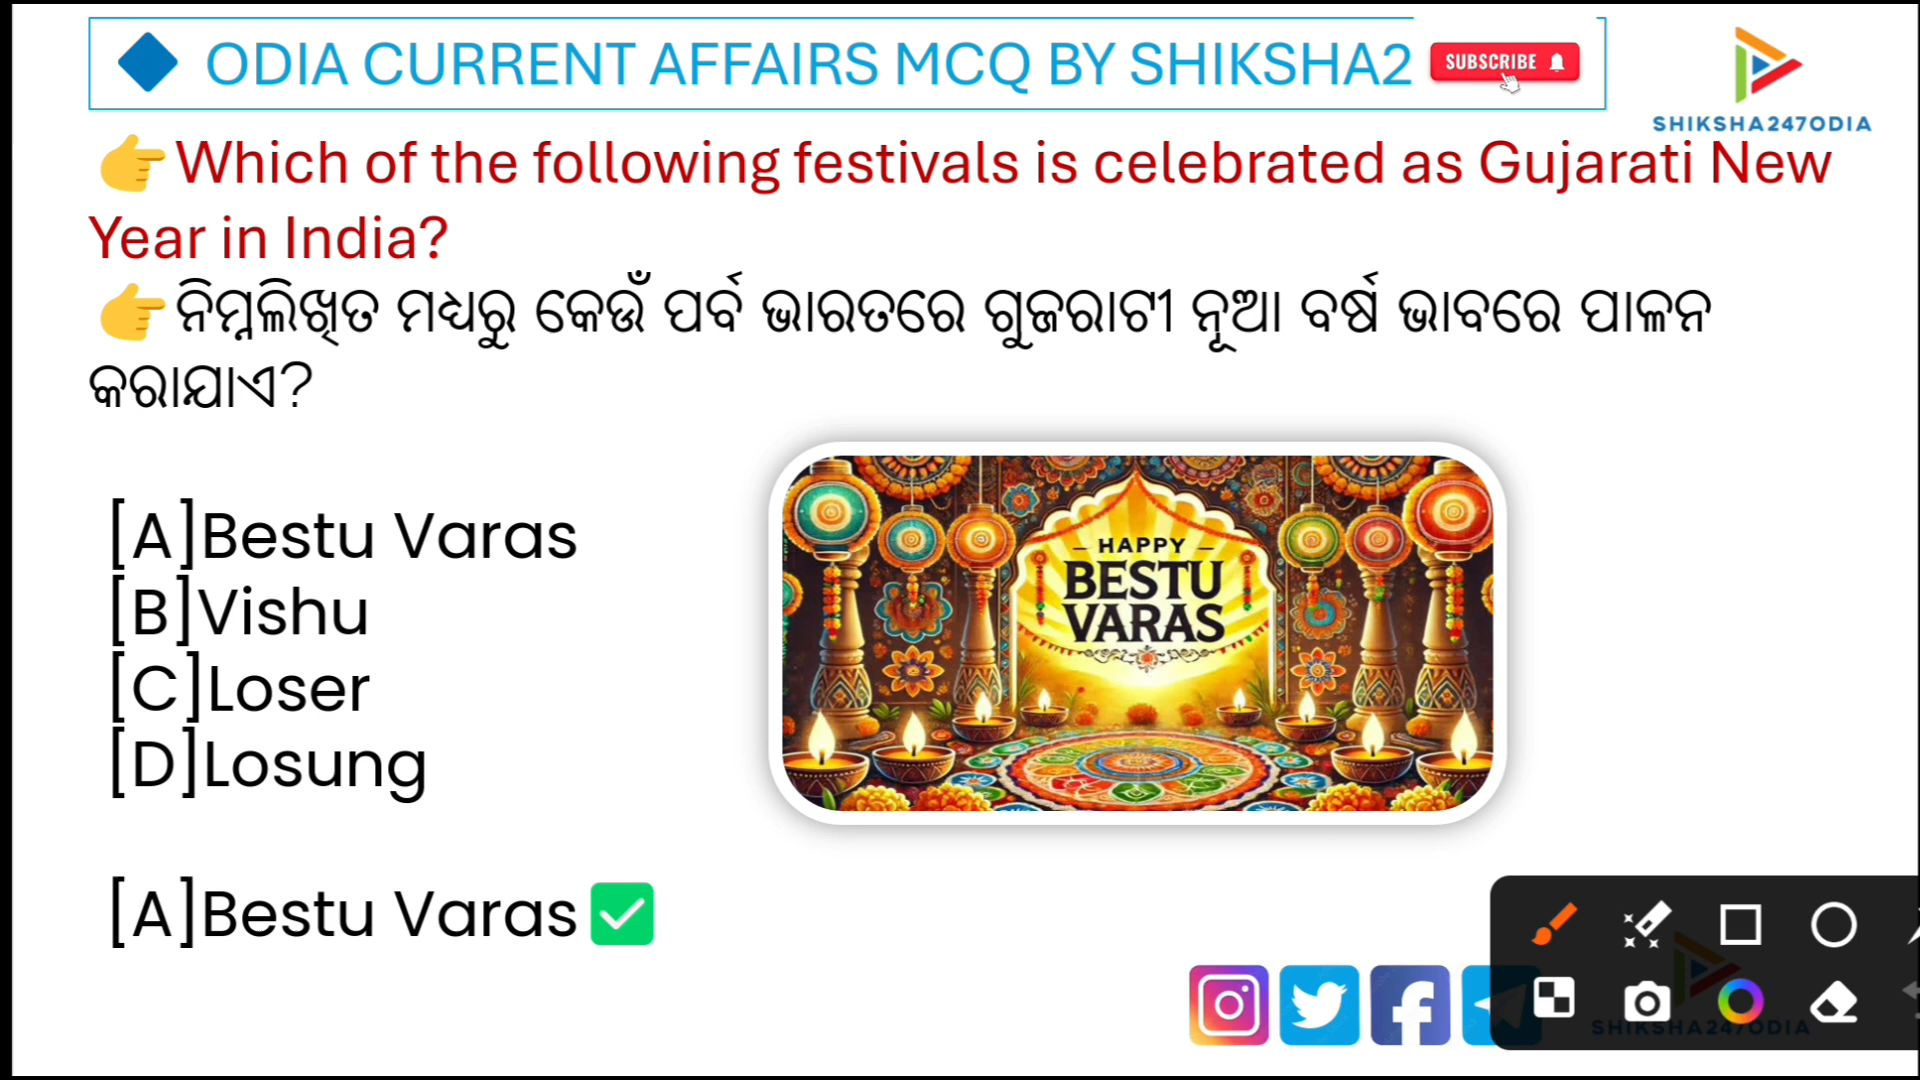 ODIA CURRENT AFFAIRS MCQ BY SHIKSHA2
SUBSCRIBE
SHIKSHA247ODIA
👉Which of the following festivals is celebrated as Gujarati New
Year in India?
👉ନିମ୍ନଲିଖିତ ମଧ୍ୟରୁ କେଉଁ ପର୍ବ ଭାରତରେ ଗୁଜରାଟୀ ନୂଆ ବର୍ଷ ଭାବରେ ପାଳନ
କରାଯାଏ?
[A]Bestu Varas
[B]Vishu
[C]Loser
[D]Losung
HAPPY
BESTU
VARAS
[A]Bestu Varas✅
SHIKSHA247ODIA